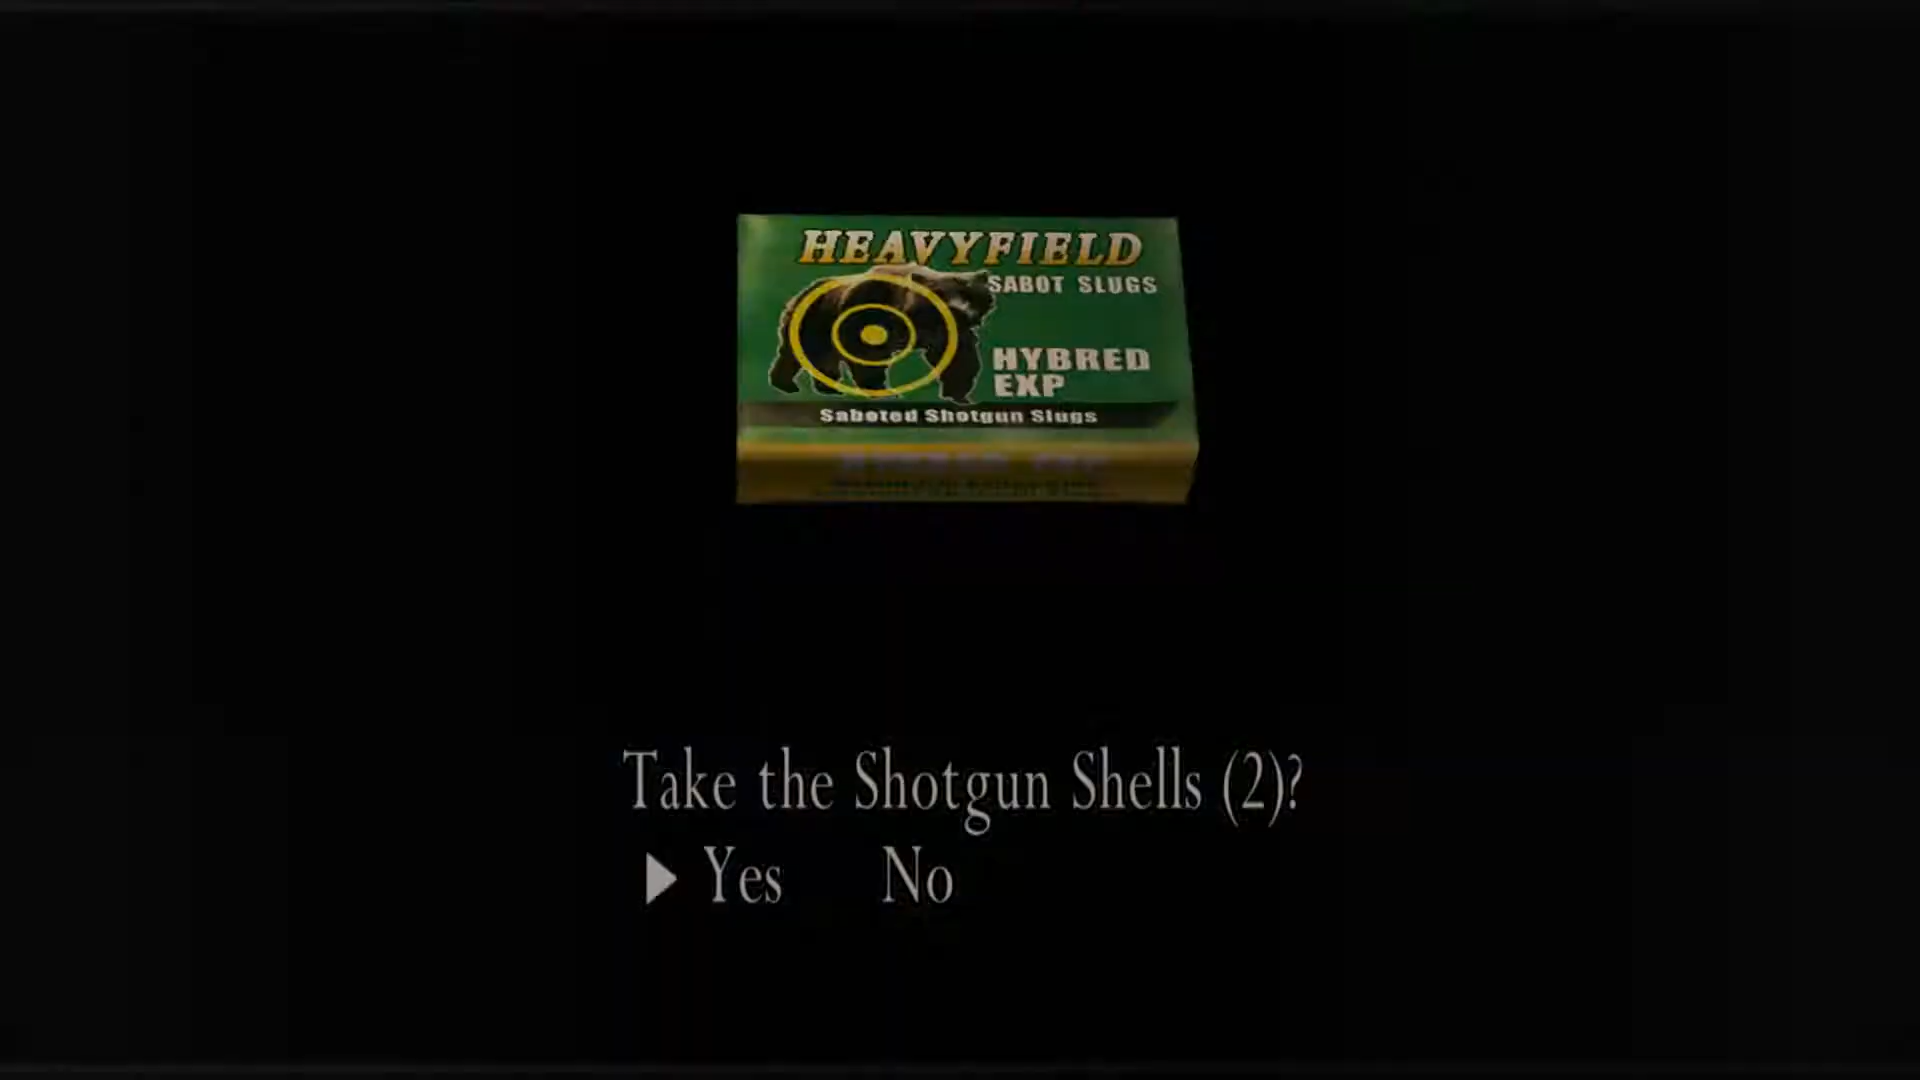 HEAVYFIELD
SABOT SLUGS
HYBRED
EXP
Saboted Shotgun Slugs
Take the Shotgun Shells (2)?
Yes No